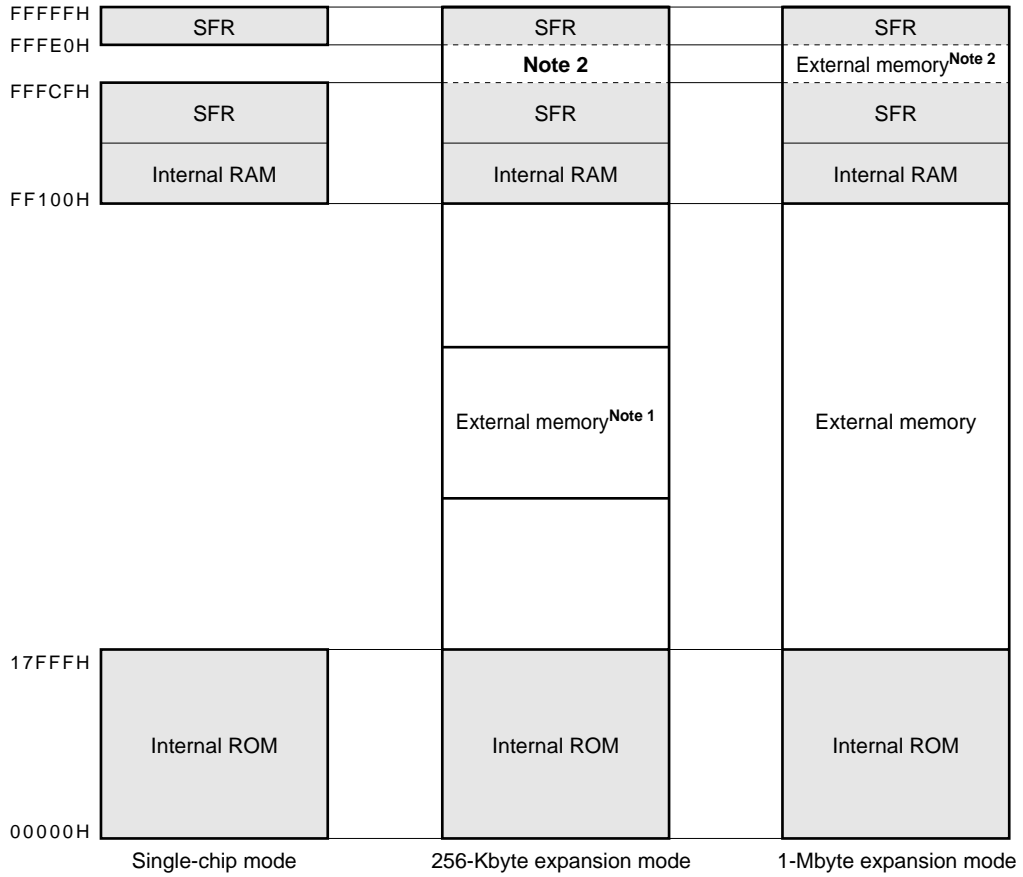 FFFFFH
SFR SFR SFR
FFFE0H
Note 2 External memoryNote 2
FFFCFH
SFR SFR SFR
Internal RAM Internal RAM Internal RAM
FF100H
External memoryNote 1 External memory
17FFFH
Internal ROM Internal ROM Internal ROM
00000H
Single-chip mode 256-Kbyte expansion mode 1-Mbyte expansion mode